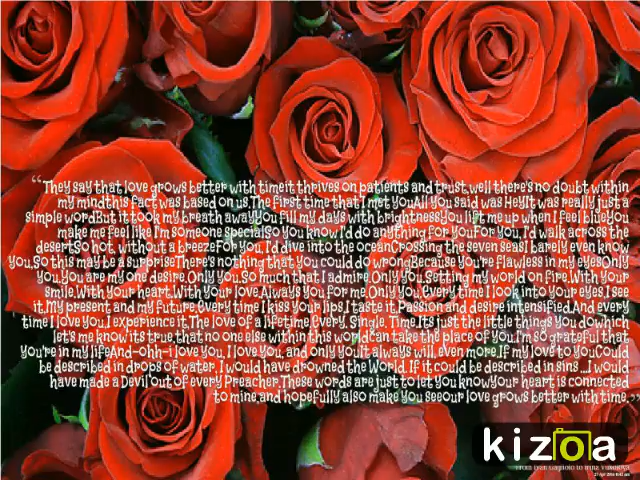 “They say that love grows better with timeit thrives on patients and trust,well there's no doubt within
my mindthis fact was based on us.The first time that I met youAll you said was HeyIt was really just a
simple wordBut it took my breath awayYou fill my days with brightnessYou lift me up when I feel blueYou
make me feel like I'm someone specialSo you know I'd do anything for youFor you, I'd walk across the
desertSo hot, without a breezeFor you, I'd dive into the oceanCrossing the seven seasI barely even know
you,So this may be a surpriseThere's nothing that you could do wrongBecause you're flawless in my eyesOnly
you,You are my one desire.Only you,So much that I admire.Only you,Setting my world on fire.With your
smile,With your heart,With your love,Always you for me.Only you,Every time I look into your eyes,I see
it,My present and my future.Every time I kiss your lips,I taste it,Passion and desire intensified,And every
time I love you,I experience it,The love of a lifetime,Every. Single. Time.Its just the little things you dowhich
let's me know its true,that no one else within this wordcan take the place of you.I'm so grateful that
you're in my lifeAnd-ohh-i love you, I love you, and only youIt always will, even more.If my love to youCould
be described in drops of water, I would have drowned the World. If it could be described in sins...I would
have made a Devil out of every Preacher.These words are just to let you knowyour heart is connected
to mine,and hopefully also make you seeour love grows better with time.”
kizoa